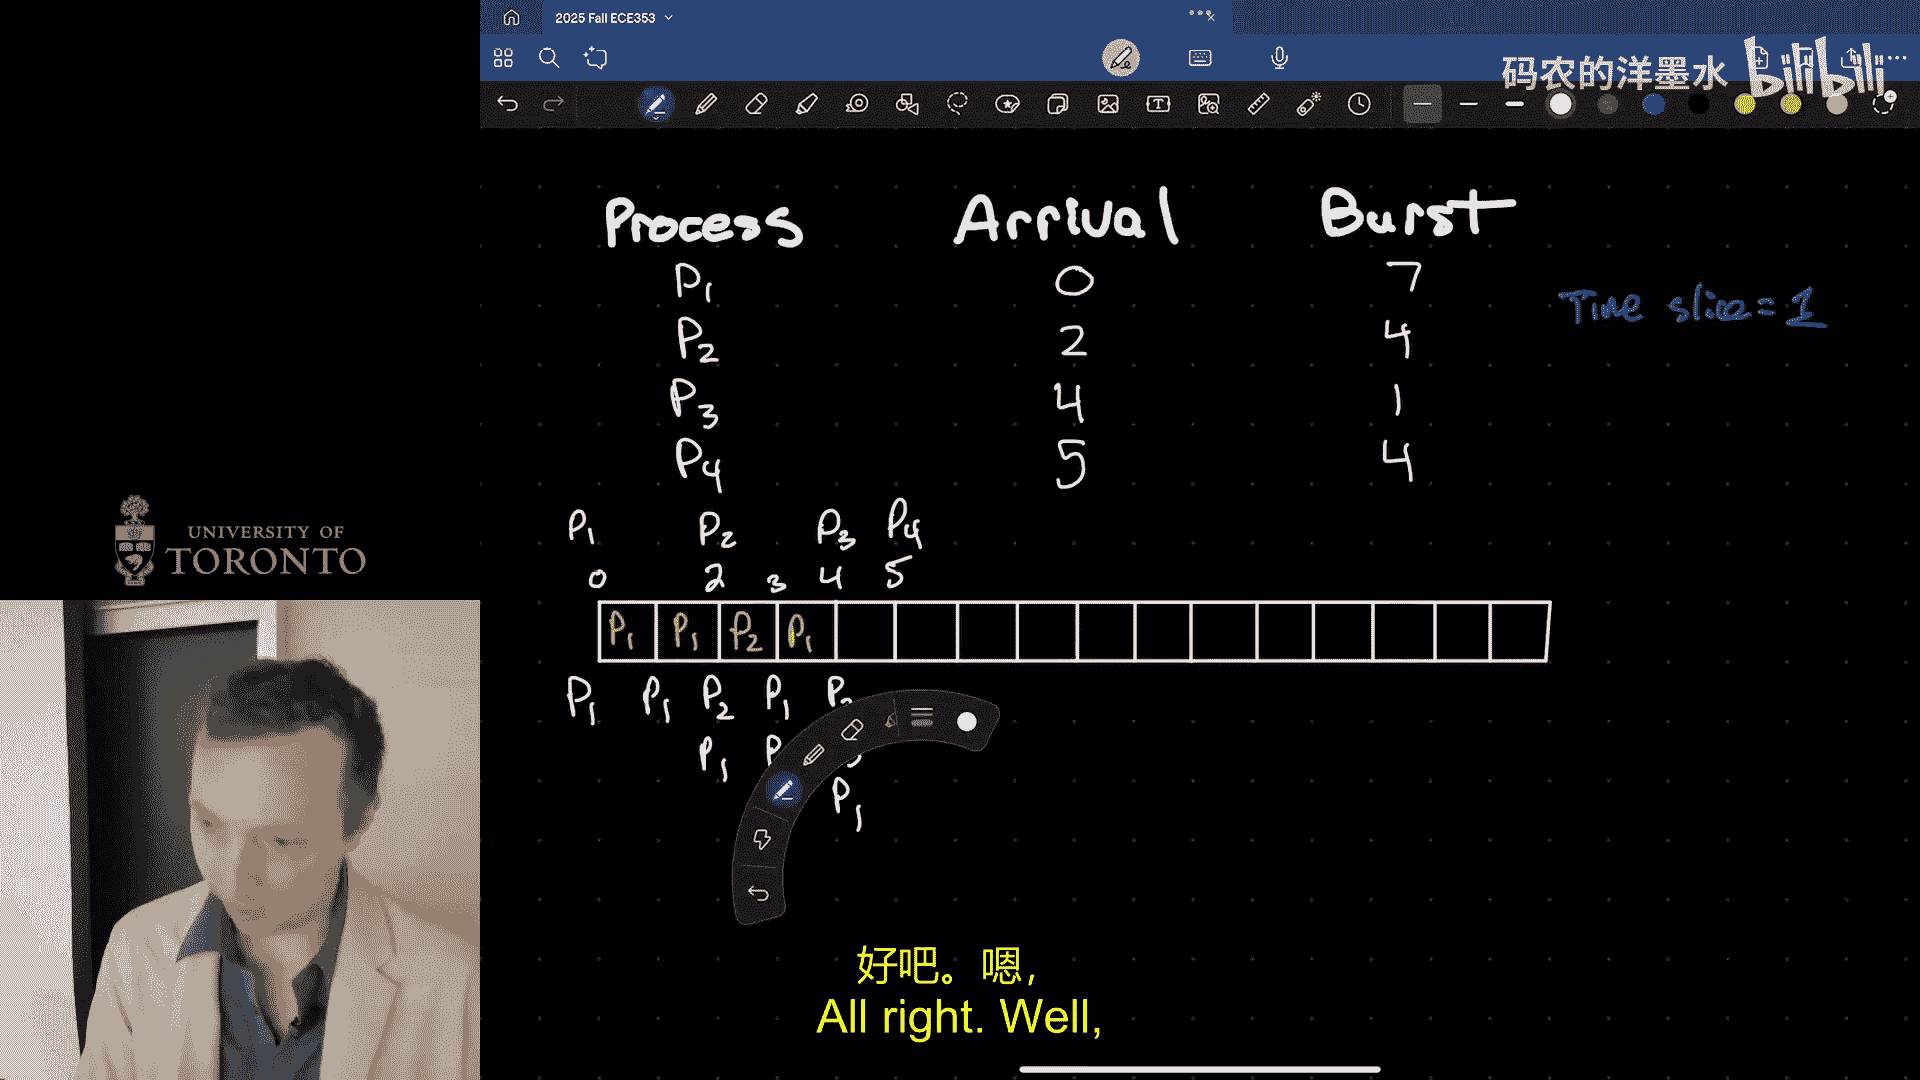 2025 Fall ECE353
码农的洋墨水 bilibili
Process Arrival Burst
P1 0 7
Time slice = 1
P2 2 4
P3 4 1
P4 5 4
P1 P2 P3 P4
0 2 3 4 5
P1 P1 P2 P1
P1 P1 P2 P1
P1
P1
UNIVERSITY OF
TORONTO
好吧。嗯，
All right. Well,